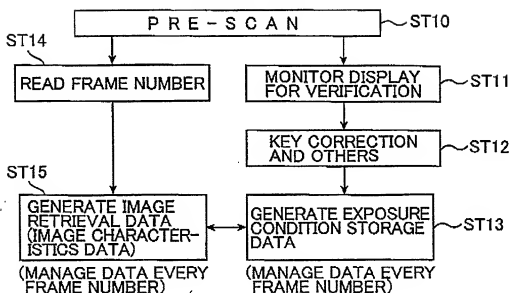 PRE-SCAN
ST10
ST14
READ FRAME NUMBER
MONITOR DISPLAY
FOR VERIFICATION
ST11
KEY CORRECTION
AND OTHERS
ST12
ST15
GENERATE IMAGE
RETRIEVAL DATA
(IMAGE CHARACTER-
ISTICS DATA)
GENERATE EXPOSURE
CONDITION STORAGE
DATA
ST13
(MANAGE DATA EVERY
FRAME NUMBER)
(MANAGE DATA EVERY
FRAME NUMBER)